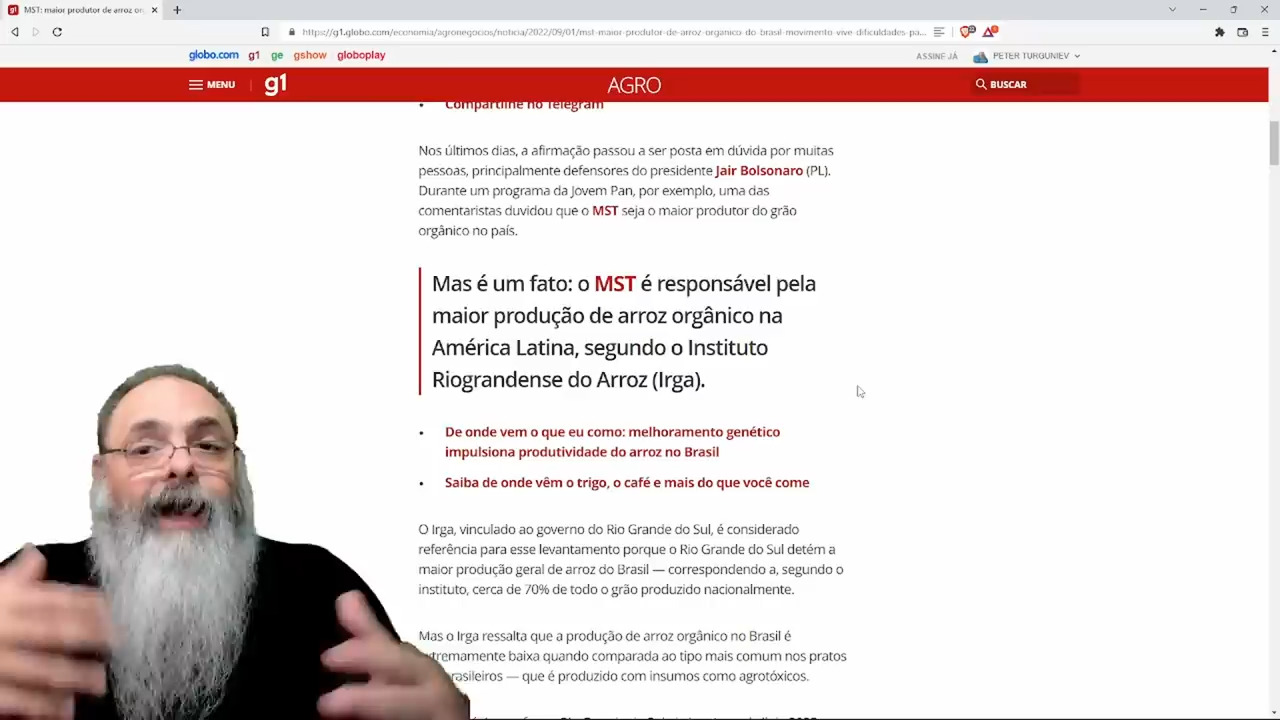 MST: maior produtor de arroz or
https://g1.globo.com/economia/agronegocios/noticia/2022/09/01/mst-maior-produtor-de-arroz-organico-do-brasil-movimento-vive-dificuldades-pa...
globo.com g1 ge gshow globoplay
ASSINE JÁ
PETER TURGUNIEV
MENU
g1
AGRO
BUSCAR
• Compartilhe no Telegram
Nos últimos dias, a afirmação passou a ser posta em dúvida por muitas
pessoas, principalmente defensores do presidente Jair Bolsonaro (PL).
Durante um programa da Jovem Pan, por exemplo, uma das
comentaristas duvidou que o MST seja o maior produtor do grão
orgânico no país.
Mas é um fato: o MST é responsável pela
maior produção de arroz orgânico na
América Latina, segundo o Instituto
Riograndense do Arroz (Irga).
• De onde vem o que eu como: melhoramento genético
impulsiona produtividade do arroz no Brasil
• Saiba de onde vêm o trigo, o café e mais do que você come
O Irga, vinculado ao governo do Rio Grande do Sul, é considerado
referência para esse levantamento porque o Rio Grande do Sul detém a
maior produção geral de arroz do Brasil — correspondendo a, segundo o
instituto, cerca de 70% de todo o grão produzido nacionalmente.
Mas o Irga ressalta que a produção de arroz orgânico no Brasil é
xtremamente baixa quando comparada ao tipo mais comum nos pratos
rasileiros — que é produzido com insumos como agrotóxicos.